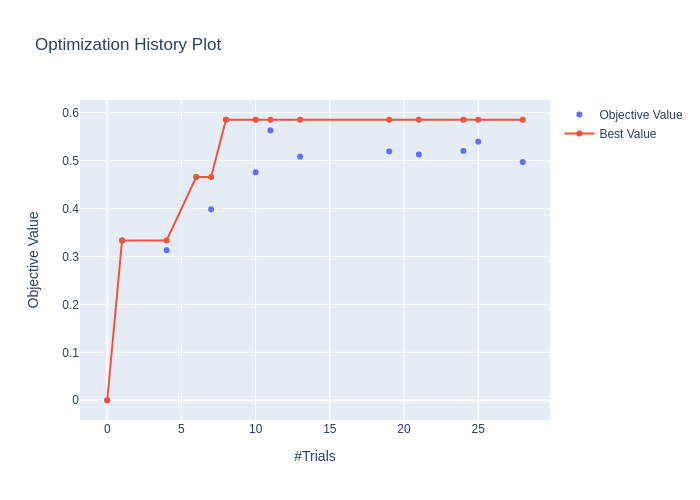 Optimization History Plot
Objective Value
Best Value
0.6
0.5
0.4
0.3
0.2
0.1
0
Objective Value
0
5
10
15
20
25
#Trials